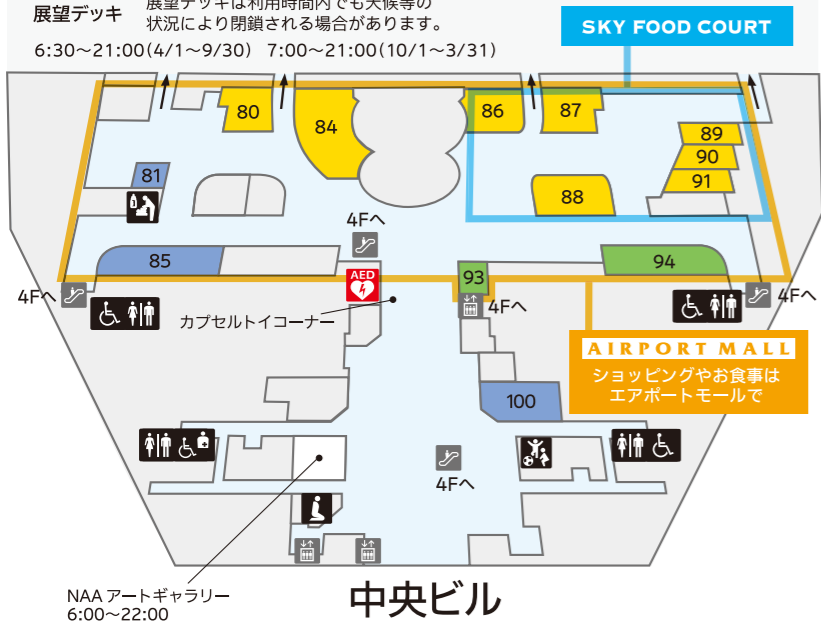 展望デッキ
展望デッキは利用時間内でも天候等の
状況により閉鎖される場合があります。
6:30～21:00(4/1～9/30) 7:00～21:00(10/1～3/31)
SKY FOOD COURT
80
84
86
87
89
90
91
81
88
4Fへ
85
93
94
AED
4Fへ
4Fへ
4Fへ
カプセルトイコーナー
AIRPORT MALL
ショッピングやお食事は
エアポートモールで
100
4Fへ
NAA アートギャラリー
6:00～22:00
中央ビル